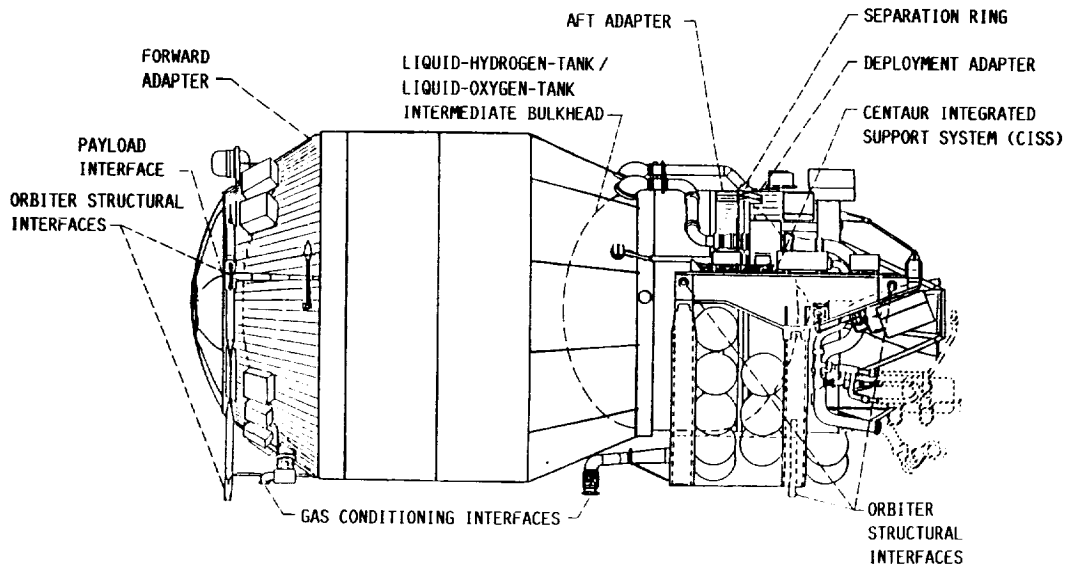 AFT ADAPTER
SEPARATION RING
FORWARD
ADAPTER
LIQUID-HYDROGEN-TANK/
LIQUID-OXYGEN-TANK
INTERMEDIATE BULKHEAD
DEPLOYMENT ADAPTER
CENTAUR INTEGRATED
SUPPORT SYSTEM (CISS)
PAYLOAD
INTERFACE
ORBITER STRUCTURAL
INTERFACES
GAS CONDITIONING INTERFACES
ORBITER
STRUCTURAL
INTERFACES